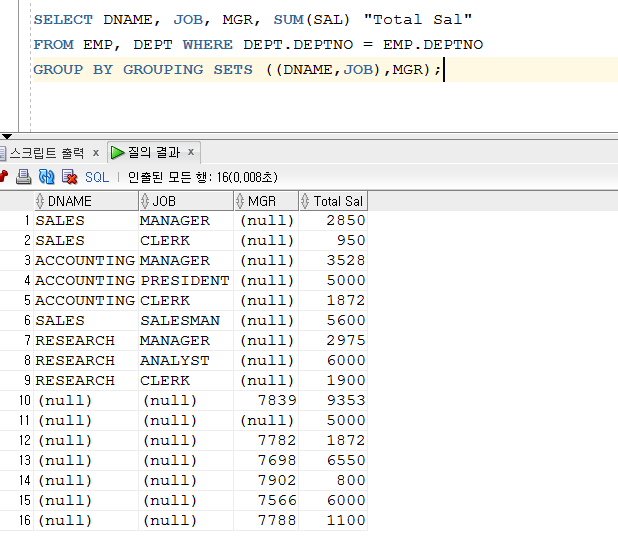 SELECT DNAME, JOB, MGR, SUM(SAL) "Total Sal"
FROM EMP, DEPT WHERE DEPT.DEPTNO = EMP.DEPTNO
GROUP BY GROUPING SETS ((DNAME,JOB),MGR);
스크립트 출력 x 질의 결과 x
SQL | 인출된 모든 행: 16(0,008초)
DNAME JOB MGR Total Sal
1 SALES MANAGER (null) 2850
2 SALES CLERK (null) 950
3 ACCOUNTING MANAGER (null) 3528
4 ACCOUNTING PRESIDENT (null) 5000
5 ACCOUNTING CLERK (null) 1872
6 SALES SALESMAN (null) 5600
7 RESEARCH MANAGER (null) 2975
8 RESEARCH ANALYST (null) 6000
9 RESEARCH CLERK (null) 1900
10 (null) (null) 7839 9353
11 (null) (null) (null) 5000
12 (null) (null) 7782 1872
13 (null) (null) 7698 6550
14 (null) (null) 7902 800
15 (null) (null) 7566 6000
16 (null) (null) 7788 1100